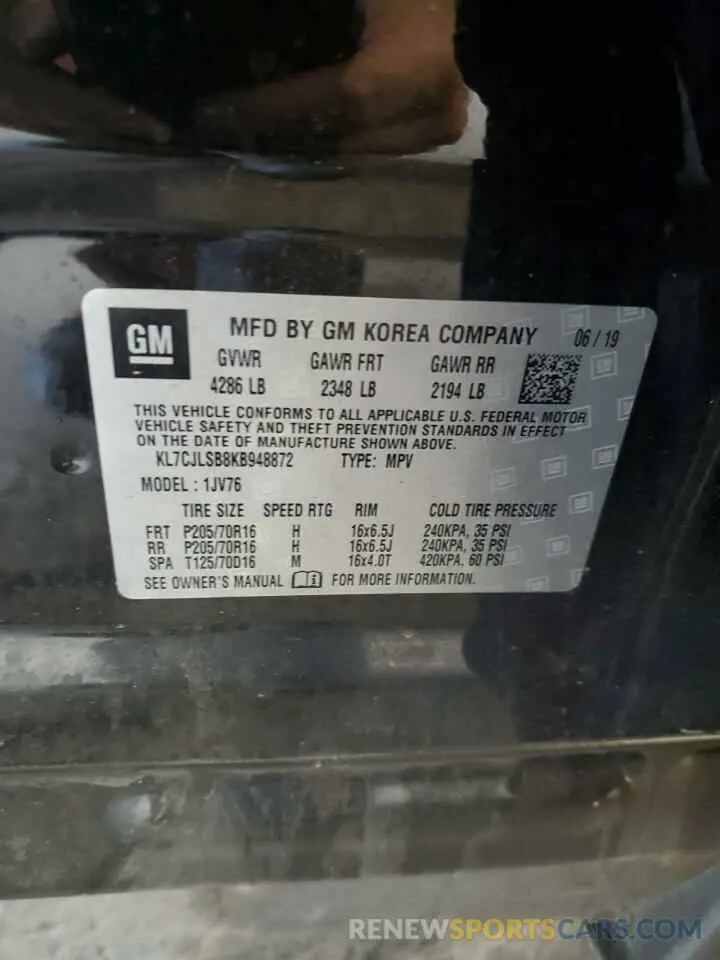 GM
MFD BY GM KOREA COMPANY 06 / 19
GVWR GAWR FRT GAWR RR
4286 LB 2348 LB 2194 LB
THIS VEHICLE CONFORMS TO ALL APPLICABLE U.S. FEDERAL MOTOR
VEHICLE SAFETY AND THEFT PREVENTION STANDARDS IN EFFECT
ON THE DATE OF MANUFACTURE SHOWN ABOVE.
KL7CJLSB8KB948872 TYPE: MPV
MODEL : 1JV76
TIRE SIZE SPEED RTG RIM COLD TIRE PRESSURE
FRT P205/70R16 H 16x6.5J 240KPA, 35 PSI
RR P205/70R16 H 16x6.5J 240KPA, 35 PSI
SPA T125/70D16 M 16x4.0T 420KPA, 60 PSI
SEE OWNER'S MANUAL FOR MORE INFORMATION.
RENEWSPORTSCARS.COM